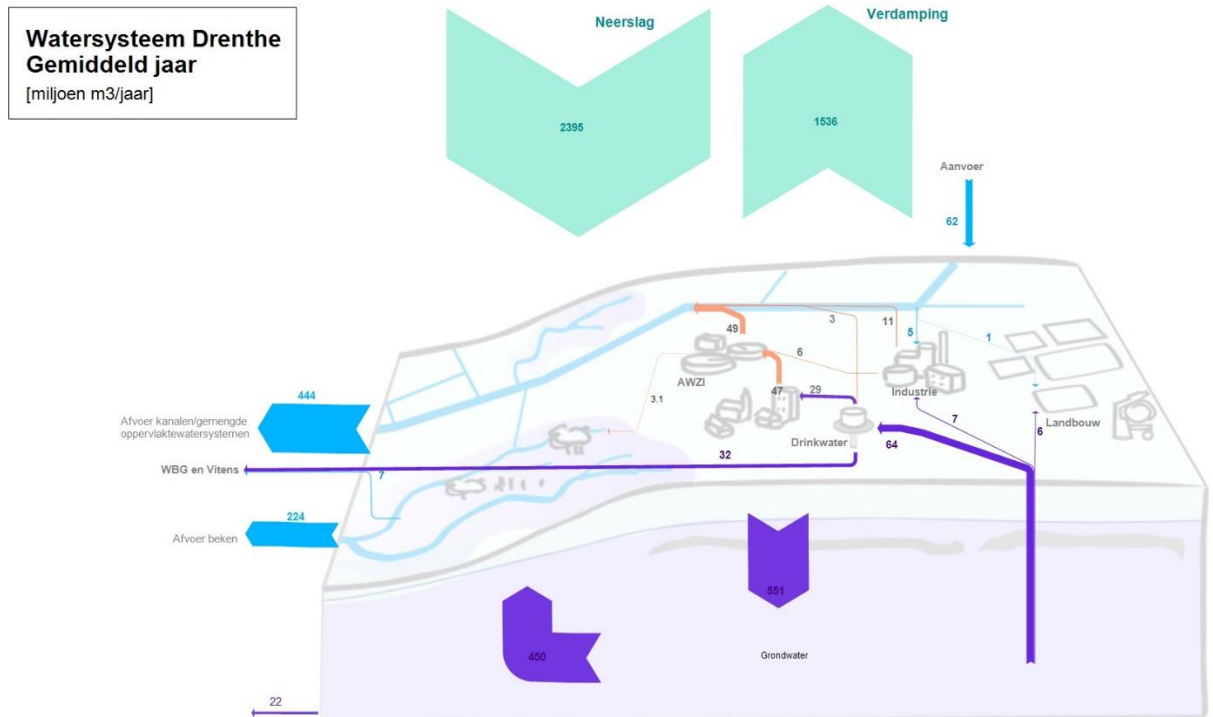 Watersysteem Drenthe
Gemiddeld jaar
[miljoen m3/jaar]
Neerslag
Verdamping
2395
1536
Aanvoer
62
49
3
11
5
1
6
AWZI
47
29
Industrie
3.1
444
Afvoer kanalen/gemengde
oppervlaktewatersystemen
Drinkwater
64
7
6
Landbouw
32
WBG en Vitens
7
224
Afvoer beken
551
450
Grondwater
22